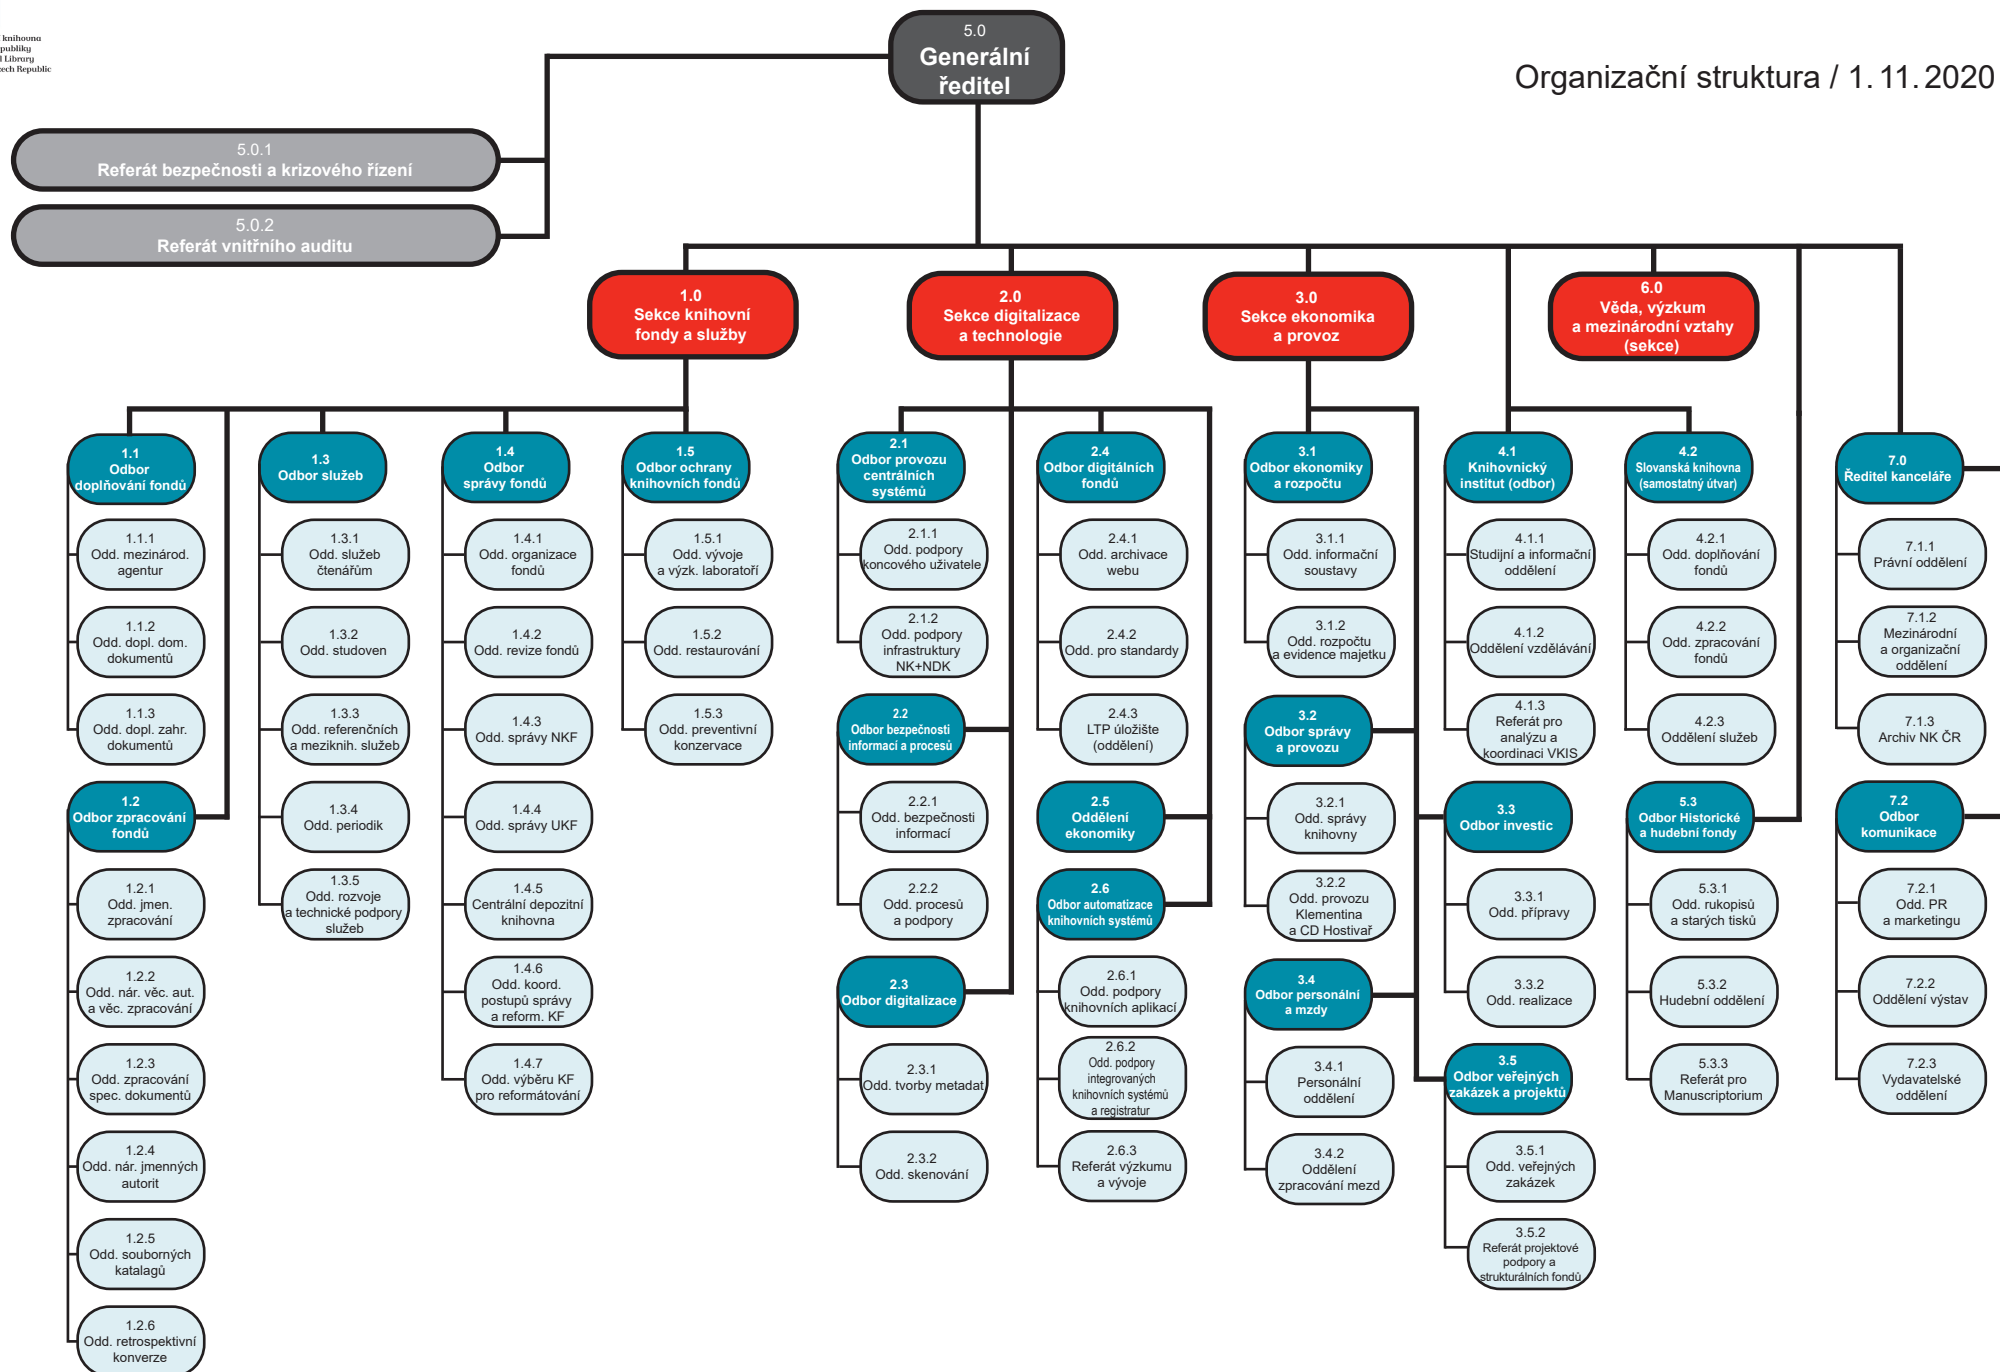 knihovna
publiky
Library
ech Republic
Organizační struktura / 1. 11. 2020
5.0
Generální
ředitel
5.0.1
Referát bezpečnosti a krizového řízení
5.0.2
Referát vnitřního auditu
1.0
Sekce knihovní
fondy a služby
2.0
Sekce digitalizace
a technologie
3.0
Sekce ekonomika
a provoz
6.0
Věda, výzkum
a mezinárodní vztahy
(sekce)
1.1
Odbor
doplňování fondů
1.1.1
Odd. mezinárod.
agentur
1.1.2
Odd. dopl. dom.
dokumentů
1.1.3
Odd. dopl. zahr.
dokumentů
1.2
Odbor zpracování
fondů
1.2.1
Odd. jmen.
zpracování
1.2.2
Odd. nár. věc. aut.
a věc. zpracování
1.2.3
Odd. zpracování
spec. dokumentů
1.2.4
Odd. nár. jmenných
autorit
1.2.5
Odd. souborných
katalagů
1.2.6
Odd. retrospektivní
konverze
1.3
Odbor služeb
1.3.1
Odd. služeb
čtenářům
1.3.2
Odd. studoven
1.3.3
Odd. referenčních
a meziknih. služeb
1.3.4
Odd. periodik
1.3.5
Odd. rozvoje
a technické podpory
služeb
1.4
Odbor
správy fondů
1.4.1
Odd. organizace
fondů
1.4.2
Odd. revize fondů
1.4.3
Odd. správy NKF
1.4.4
Odd. správy UKF
1.4.5
Centrální depozitní
knihovna
1.4.6
Odd. koord.
postupů správy
a reform. KF
1.4.7
Odd. výběru KF
pro reformátování
1.5
Odbor ochrany
knihovních fondů
1.5.1
Odd. vývoje
a výzk. laboratoří
1.5.2
Odd. restaurování
1.5.3
Odd. preventivní
konzervace
2.1
Odbor provozu
centrálních
systémů
2.1.1
Odd. podpory
koncového uživatele
2.1.2
Odd. podpory
infrastruktury
NK+NDK
2.2
Odbor bezpečnosti
informací a procesů
2.2.1
Odd. bezpečnosti
informací
2.2.2
Odd. procesů
a podpory
2.3
Odbor digitalizace
2.3.1
Odd. tvorby metadat
2.3.2
Odd. skenování
2.4
Odbor digitálních
fondů
2.4.1
Odd. archivace
webu
2.4.2
Odd. pro standardy
2.4.3
LTP úložište
(oddělení)
2.5
Oddělení
ekonomiky
2.6
Odbor automatizace
knihovních systémů
2.6.1
Odd. podpory
knihovních aplikací
2.6.2
Odd. podpory
integrovaných
knihovních systémů
a registratur
2.6.3
Referát výzkumu
a vývoje
3.1
Odbor ekonomiky
a rozpočtu
3.1.1
Odd. informační
soustavy
3.1.2
Odd. rozpočtu
a evidence majetku
3.2
Odbor správy
a provozu
3.2.1
Odd. správy
knihovny
3.2.2
Odd. provozu
Klementina
a CD Hostivař
3.4
Odbor personální
a mzdy
3.4.1
Personální
oddělení
3.4.2
Oddělení
zpracování mezd
4.1
Knihovnický
institut (odbor)
4.1.1
Studijní a informační
oddělení
4.1.2
Oddělení vzdělávání
4.1.3
Referát pro
analýzu a
koordinaci VKIS
3.3
Odbor investic
3.3.1
Odd. přípravy
3.3.2
Odd. realizace
3.5
Odbor veřejných
zakázek a projektů
3.5.1
Odd. veřejných
zakázek
3.5.2
Referát projektové
podpory a
strukturálních fondů
4.2
Slovanská knihovna
(samostatný útvar)
4.2.1
Odd. doplňování
fondů
4.2.2
Odd. zpracování
fondů
4.2.3
Oddělení služeb
5.3
Odbor Historické
a hudební fondy
5.3.1
Odd. rukopisů
a starých tisků
5.3.2
Hudební oddělení
5.3.3
Referát pro
Manuscriptorium
7.0
Ředitel kanceláře
7.1.1
Právní oddělení
7.1.2
Mezinárodní
a organizační
oddělení
7.1.3
Archiv NK ČR
7.2
Odbor
komunikace
7.2.1
Odd. PR
a marketingu
7.2.2
Oddělení výstav
7.2.3
Vydavatelské
oddělení